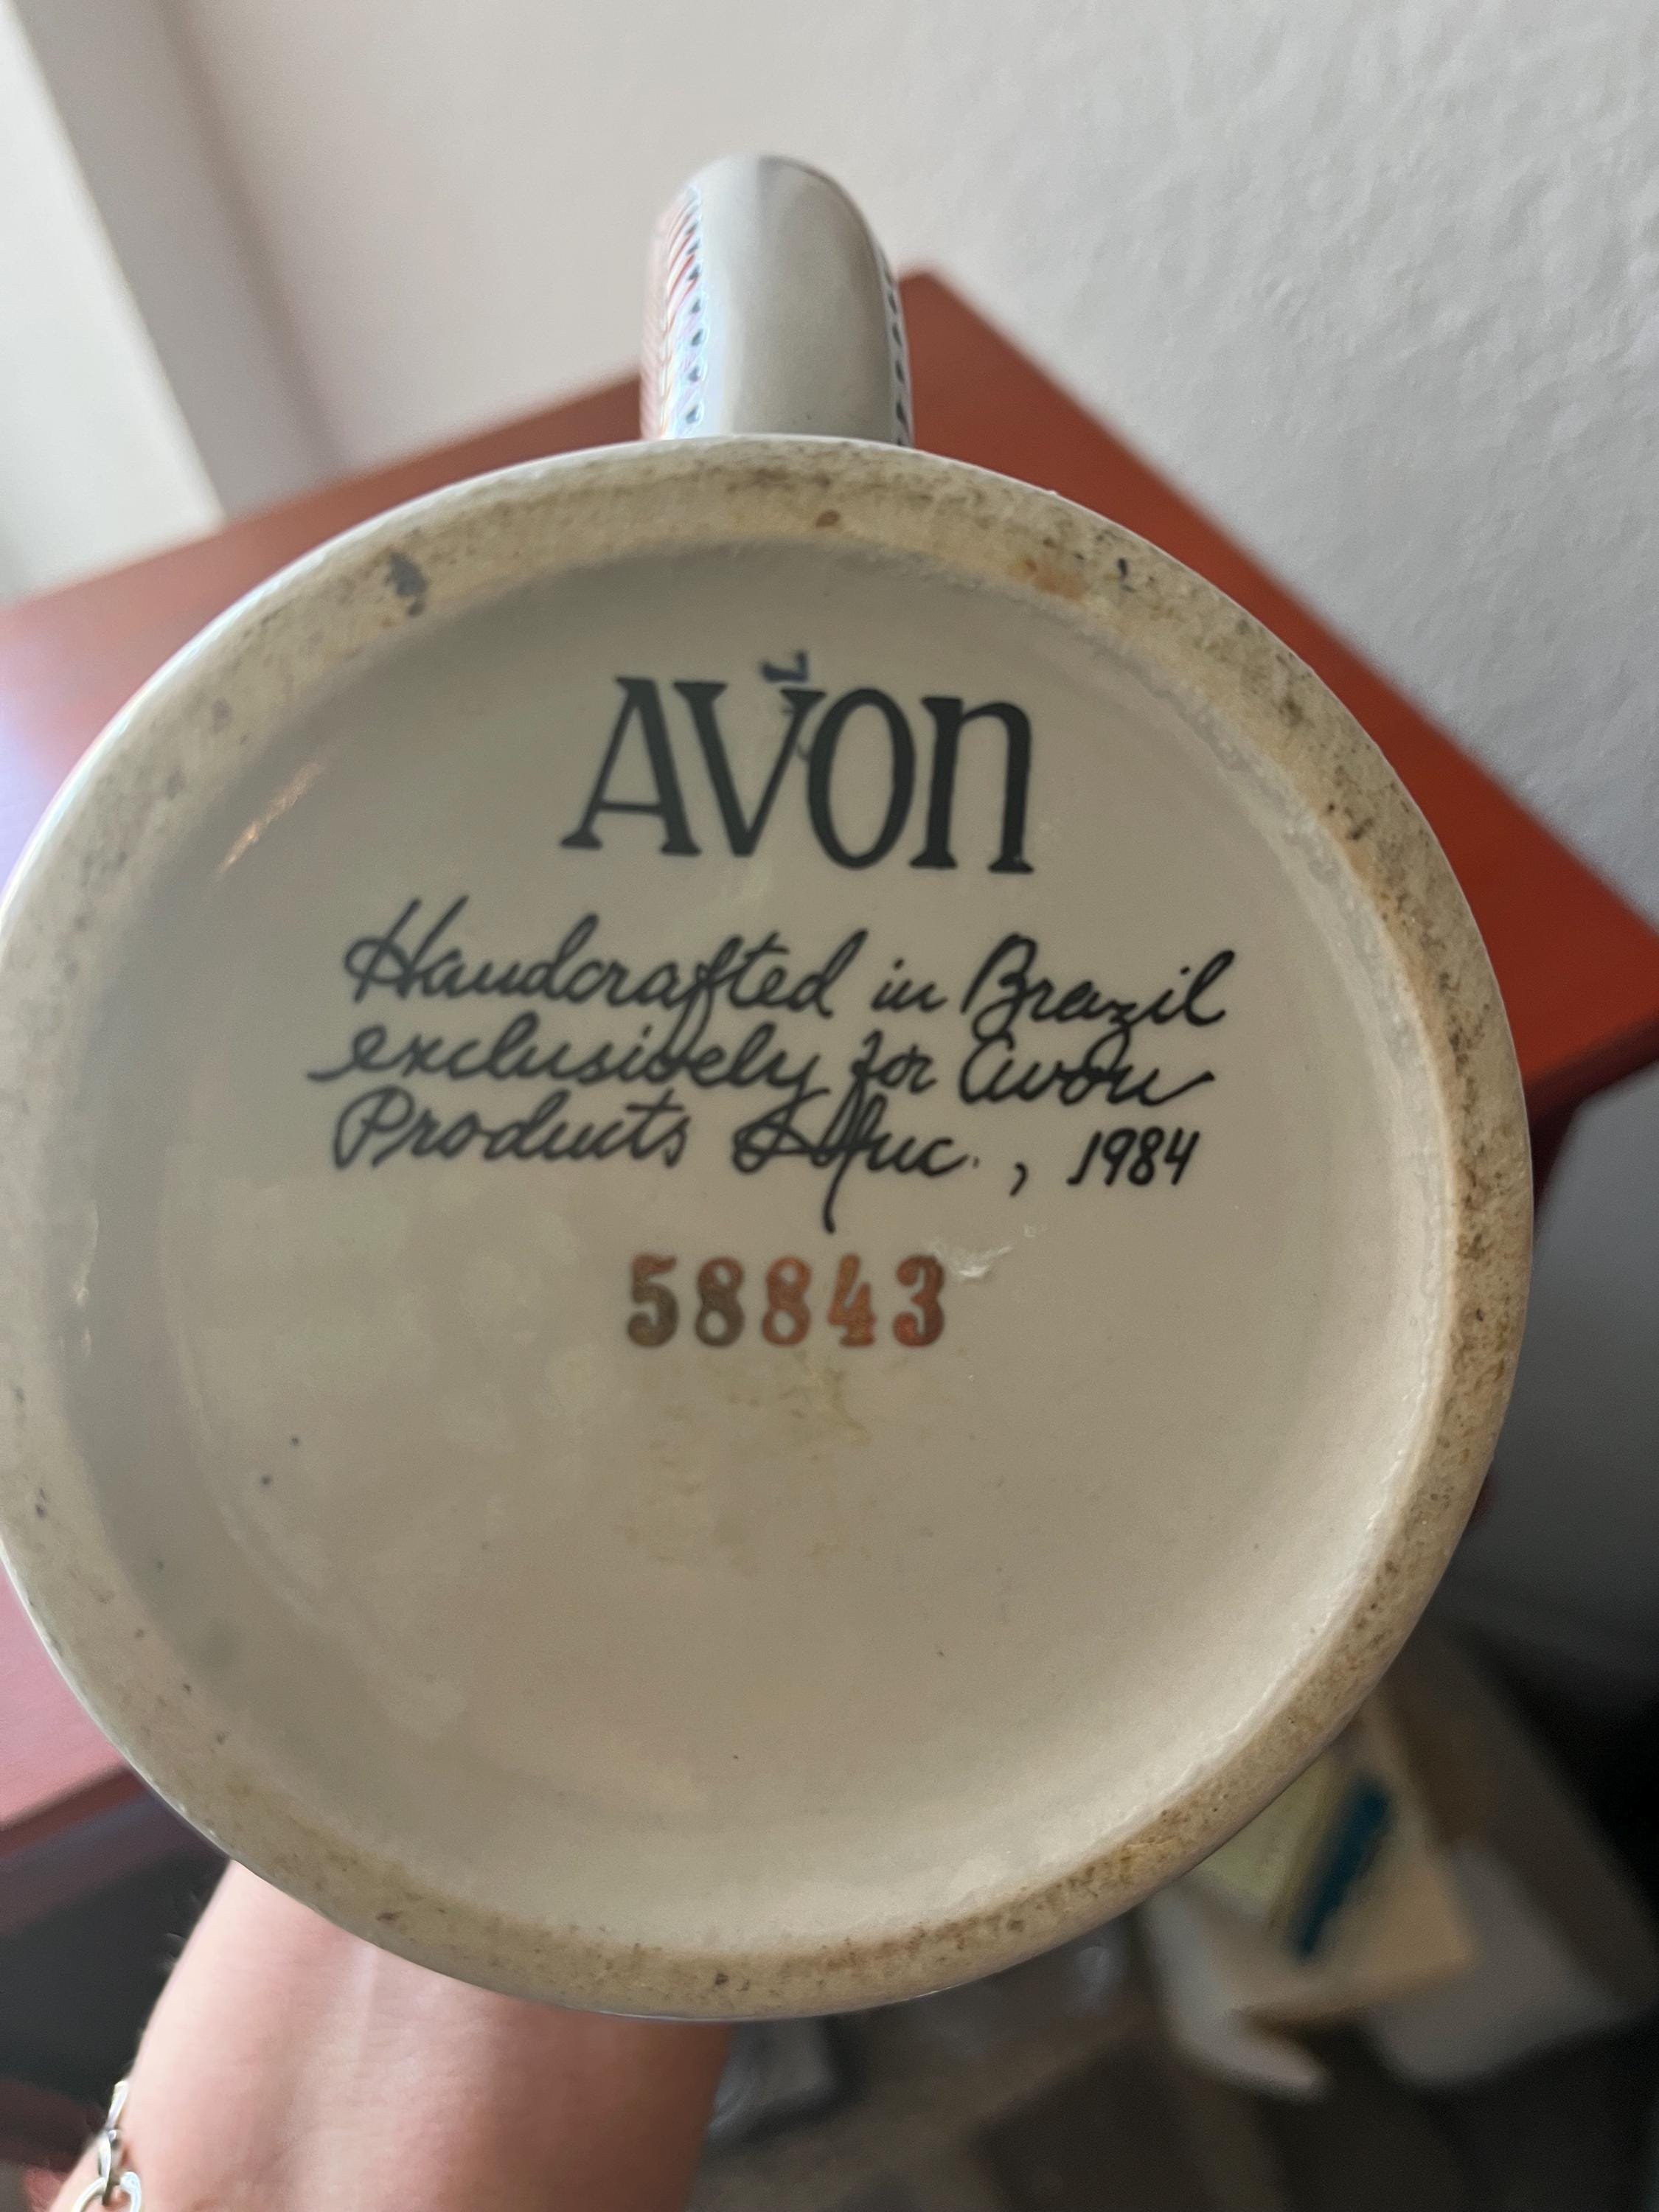 AVON
Handcrafted in Brazil
exclusively for Avon
Products Inc., 1984
58843